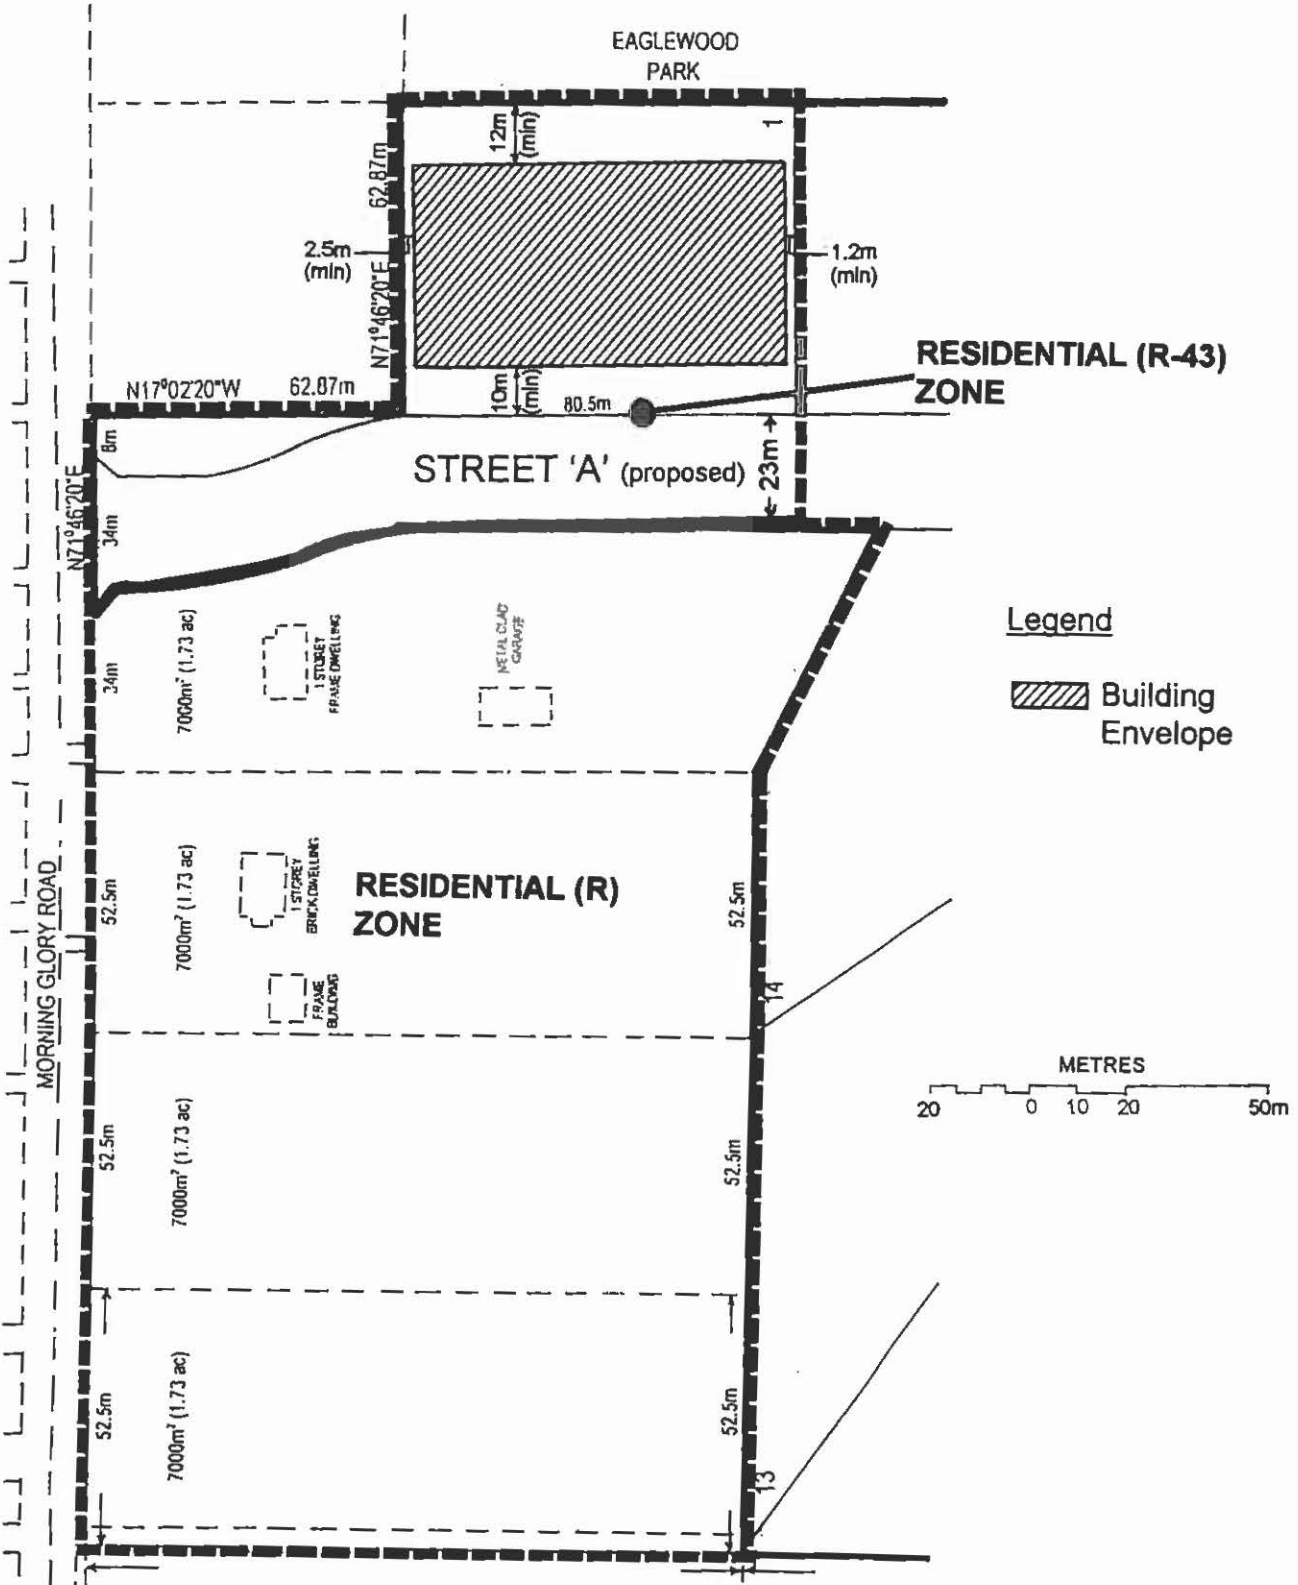 EAGLEWOOD
PARK
12m
(min)
1
62.87m
N71°46'20"E
2.5m
(min)
1.2m
(min)
RESIDENTIAL (R-43)
ZONE
N17°02'20"W 62.87m
10m
(min)
80.5m
8m
STREET 'A' (proposed)
23m
N71°46'20"E
34m
34m
7000m² (1.73 ac)
1 STOREY
FRAME DWELLING
METAL CLAD
GARAGE
Legend
Building
Envelope
MORNING GLORY ROAD
52.5m
7000m² (1.73 ac)
1 STOREY
BRICK DWELLING
RESIDENTIAL (R)
ZONE
52.5m
FRAME
BUILDING
14
METRES
20 0 10 20 50m
52.5m
7000m² (1.73 ac)
52.5m
52.5m
7000m² (1.73 ac)
52.5m
13